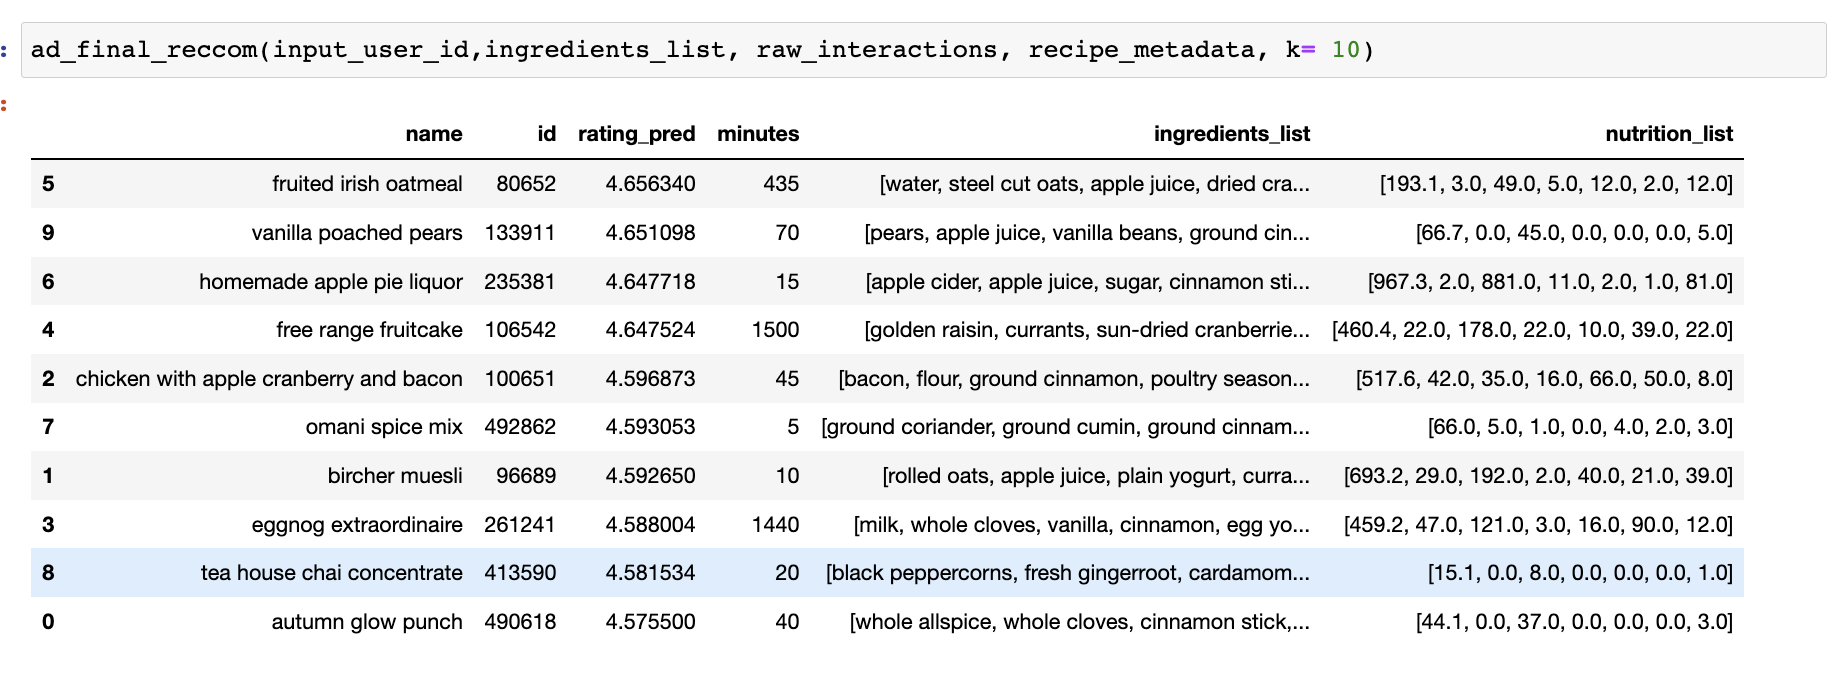 ad_final_reccom(input_user_id,ingredients_list, raw_interactions, recipe_metadata, k= 10)
name id rating_pred minutes ingredients_list nutrition_list
5 fruited irish oatmeal 80652 4.656340 435 [water, steel cut oats, apple juice, dried cra... [193.1, 3.0, 49.0, 5.0, 12.0, 2.0, 12.0]
9 vanilla poached pears 133911 4.651098 70 [pears, apple juice, vanilla beans, ground cin... [66.7, 0.0, 45.0, 0.0, 0.0, 0.0, 5.0]
6 homemade apple pie liquor 235381 4.647718 15 [apple cider, apple juice, sugar, cinnamon sti... [967.3, 2.0, 881.0, 11.0, 2.0, 1.0, 81.0]
4 free range fruitcake 106542 4.647524 1500 [golden raisin, currants, sun-dried cranberrie... [460.4, 22.0, 178.0, 22.0, 10.0, 39.0, 22.0]
2 chicken with apple cranberry and bacon 100651 4.596873 45 [bacon, flour, ground cinnamon, poultry season... [517.6, 42.0, 35.0, 16.0, 66.0, 50.0, 8.0]
7 omani spice mix 492862 4.593053 5 [ground coriander, ground cumin, ground cinnam... [66.0, 5.0, 1.0, 0.0, 4.0, 2.0, 3.0]
1 bircher muesli 96689 4.592650 10 [rolled oats, apple juice, plain yogurt, curra... [693.2, 29.0, 192.0, 2.0, 40.0, 21.0, 39.0]
3 eggnog extraordinaire 261241 4.588004 1440 [milk, whole cloves, vanilla, cinnamon, egg yo... [459.2, 47.0, 121.0, 3.0, 16.0, 90.0, 12.0]
8 tea house chai concentrate 413590 4.581534 20 [black peppercorns, fresh gingerroot, cardamom... [15.1, 0.0, 8.0, 0.0, 0.0, 0.0, 1.0]
0 autumn glow punch 490618 4.575500 40 [whole allspice, whole cloves, cinnamon stick,... [44.1, 0.0, 37.0, 0.0, 0.0, 0.0, 3.0]